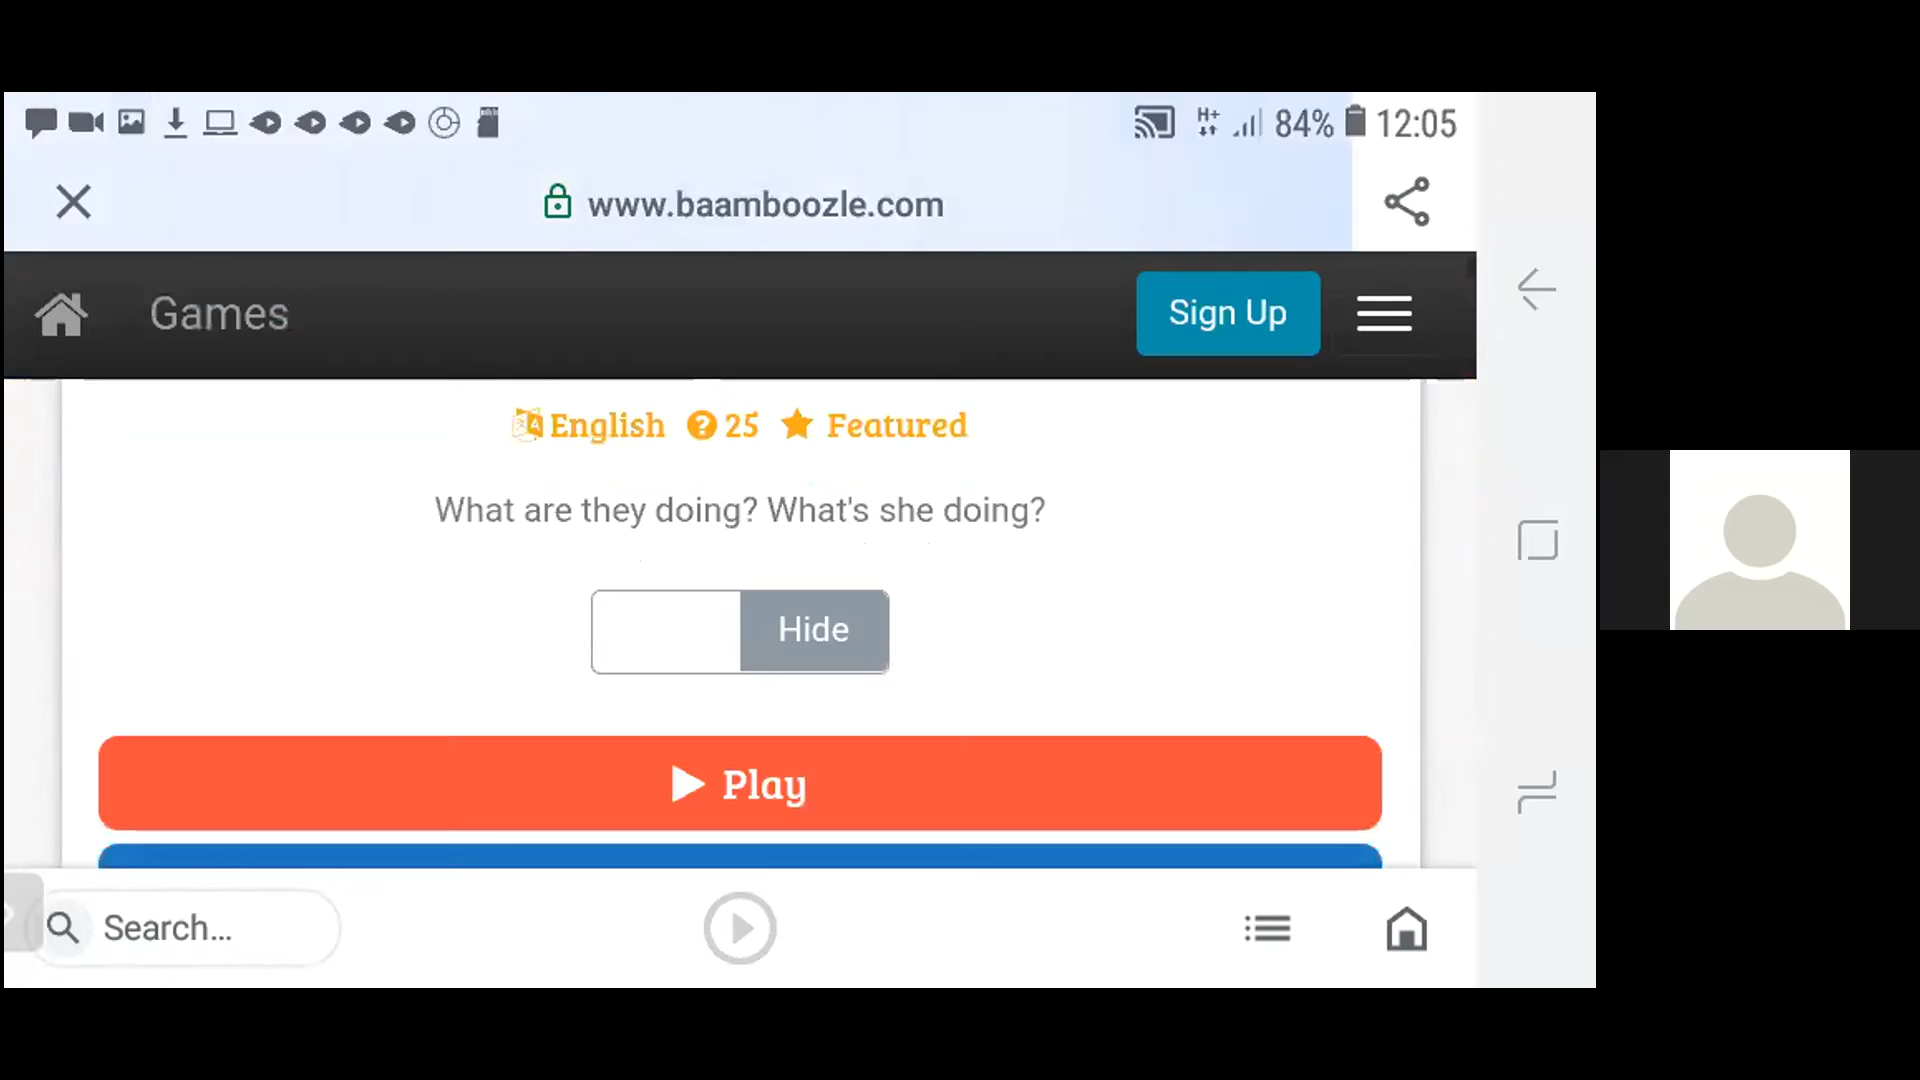 H+ 84% 12:05
www.baamboozle.com
Games
Sign Up
English 25 Featured
What are they doing? What's she doing?
Hide
Play
Search...